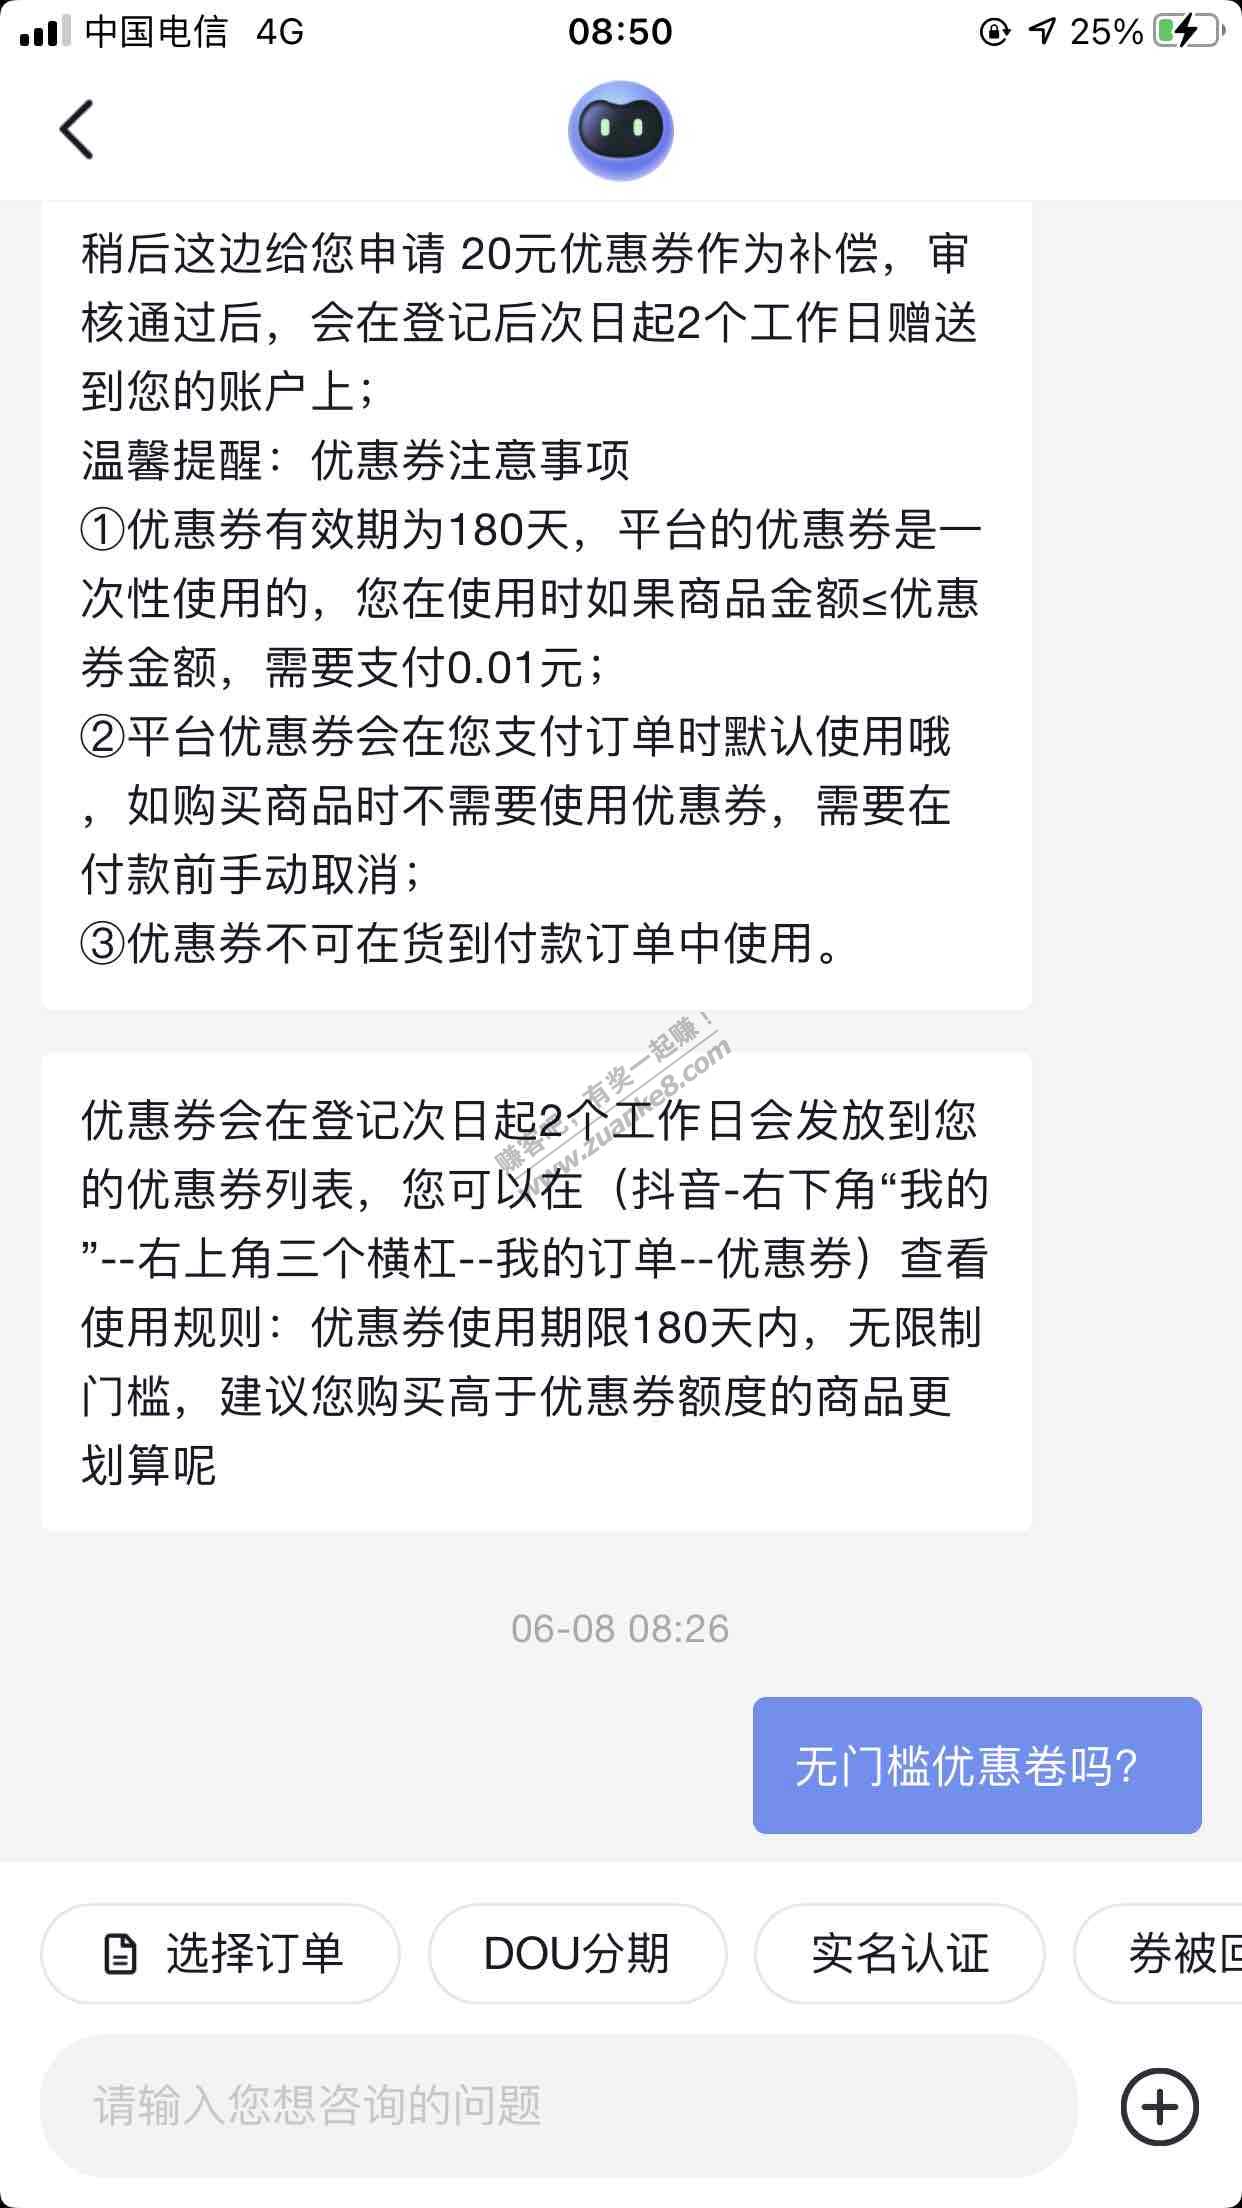 中国电信 4G 08:50 25%
稍后这边给您申请 20元优惠券作为补偿，审
核通过后，会在登记后次日起2个工作日赠送
到您的账户上；
温馨提醒：优惠券注意事项
①优惠券有效期为180天，平台的优惠券是一
次性使用的，您在使用时如果商品金额≤优惠
券金额，需要支付0.01元；
②平台优惠券会在您支付订单时默认使用哦
，如购买商品时不需要使用优惠券，需要在
付款前手动取消；
③优惠券不可在货到付款订单中使用。
赚客吧，有奖一起赚！
www.zuanke8.com
优惠券会在登记次日起2个工作日会发放到您
的优惠券列表，您可以在（抖音-右下角“我的
”--右上角三个横杠--我的订单--优惠券）查看
使用规则：优惠券使用期限180天内，无限制
门槛，建议您购买高于优惠券额度的商品更
划算呢
06-08 08:26
无门槛优惠卷吗？
选择订单 DOU分期 实名认证 券被回
请输入您想咨询的问题